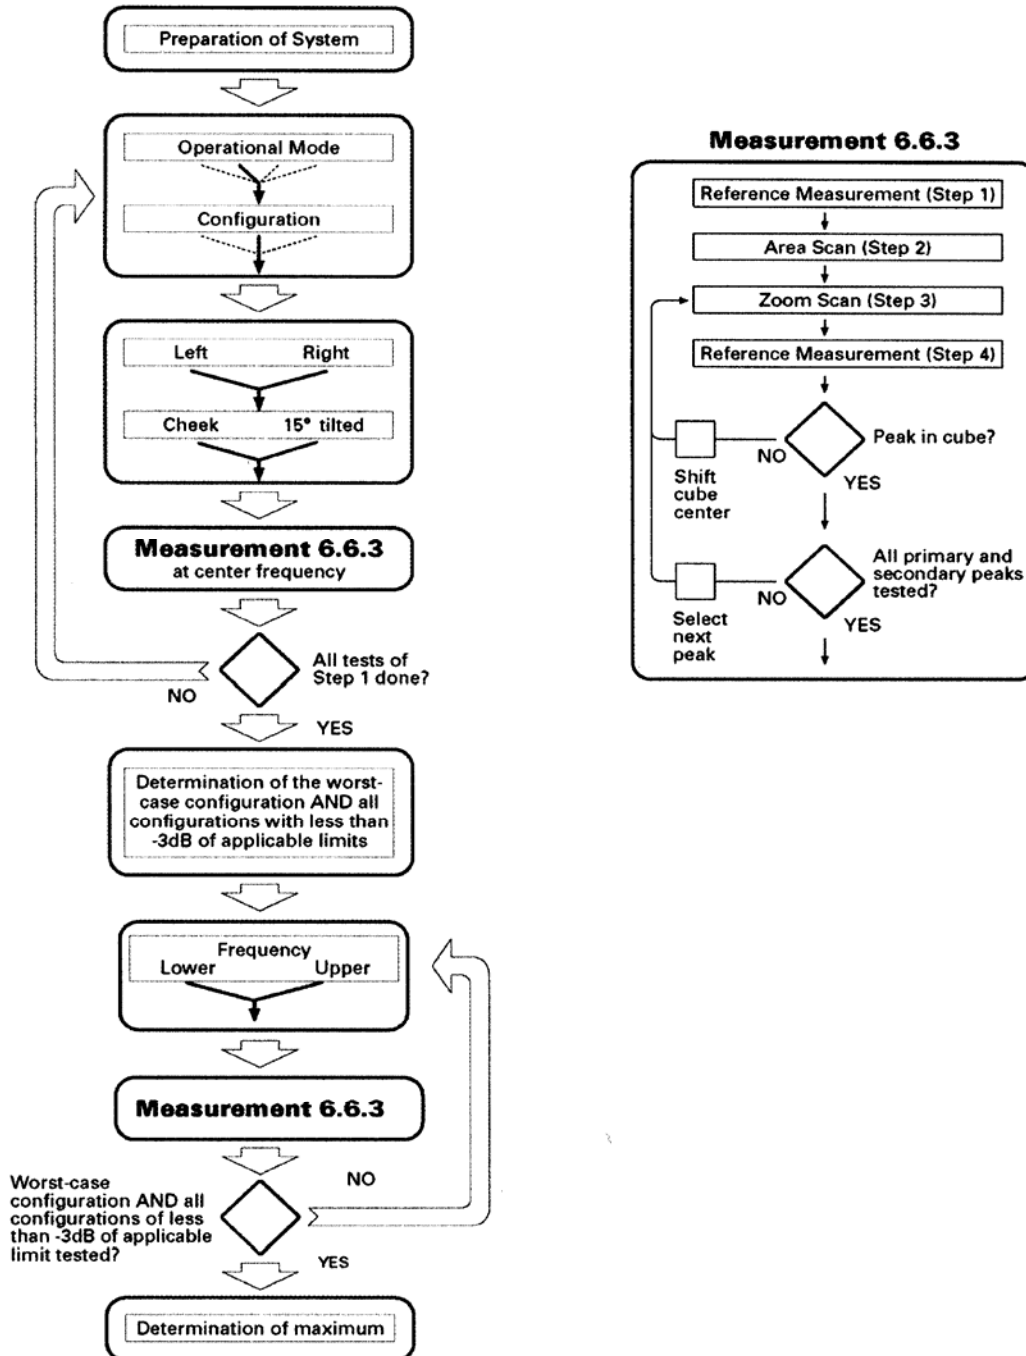 Preparation of System
Operational Mode
Configuration
Left Right
Cheek 15° tilted
Measurement 6.6.3
at center frequency
All tests of
Step 1 done?
NO
YES
Determination of the worst-
case configuration AND all
configurations with less than
-3dB of applicable limits
Frequency
Lower Upper
Measurement 6.6.3
Worst-case
configuration AND all
configurations of less
than -3dB of applicable
limit tested?
NO
YES
Determination of maximum
Measurement 6.6.3
Reference Measurement (Step 1)
Area Scan (Step 2)
Zoom Scan (Step 3)
Reference Measurement (Step 4)
Peak in cube?
NO
YES
Shift
cube
center
All primary and
secondary peaks
tested?
NO
YES
Select
next
peak